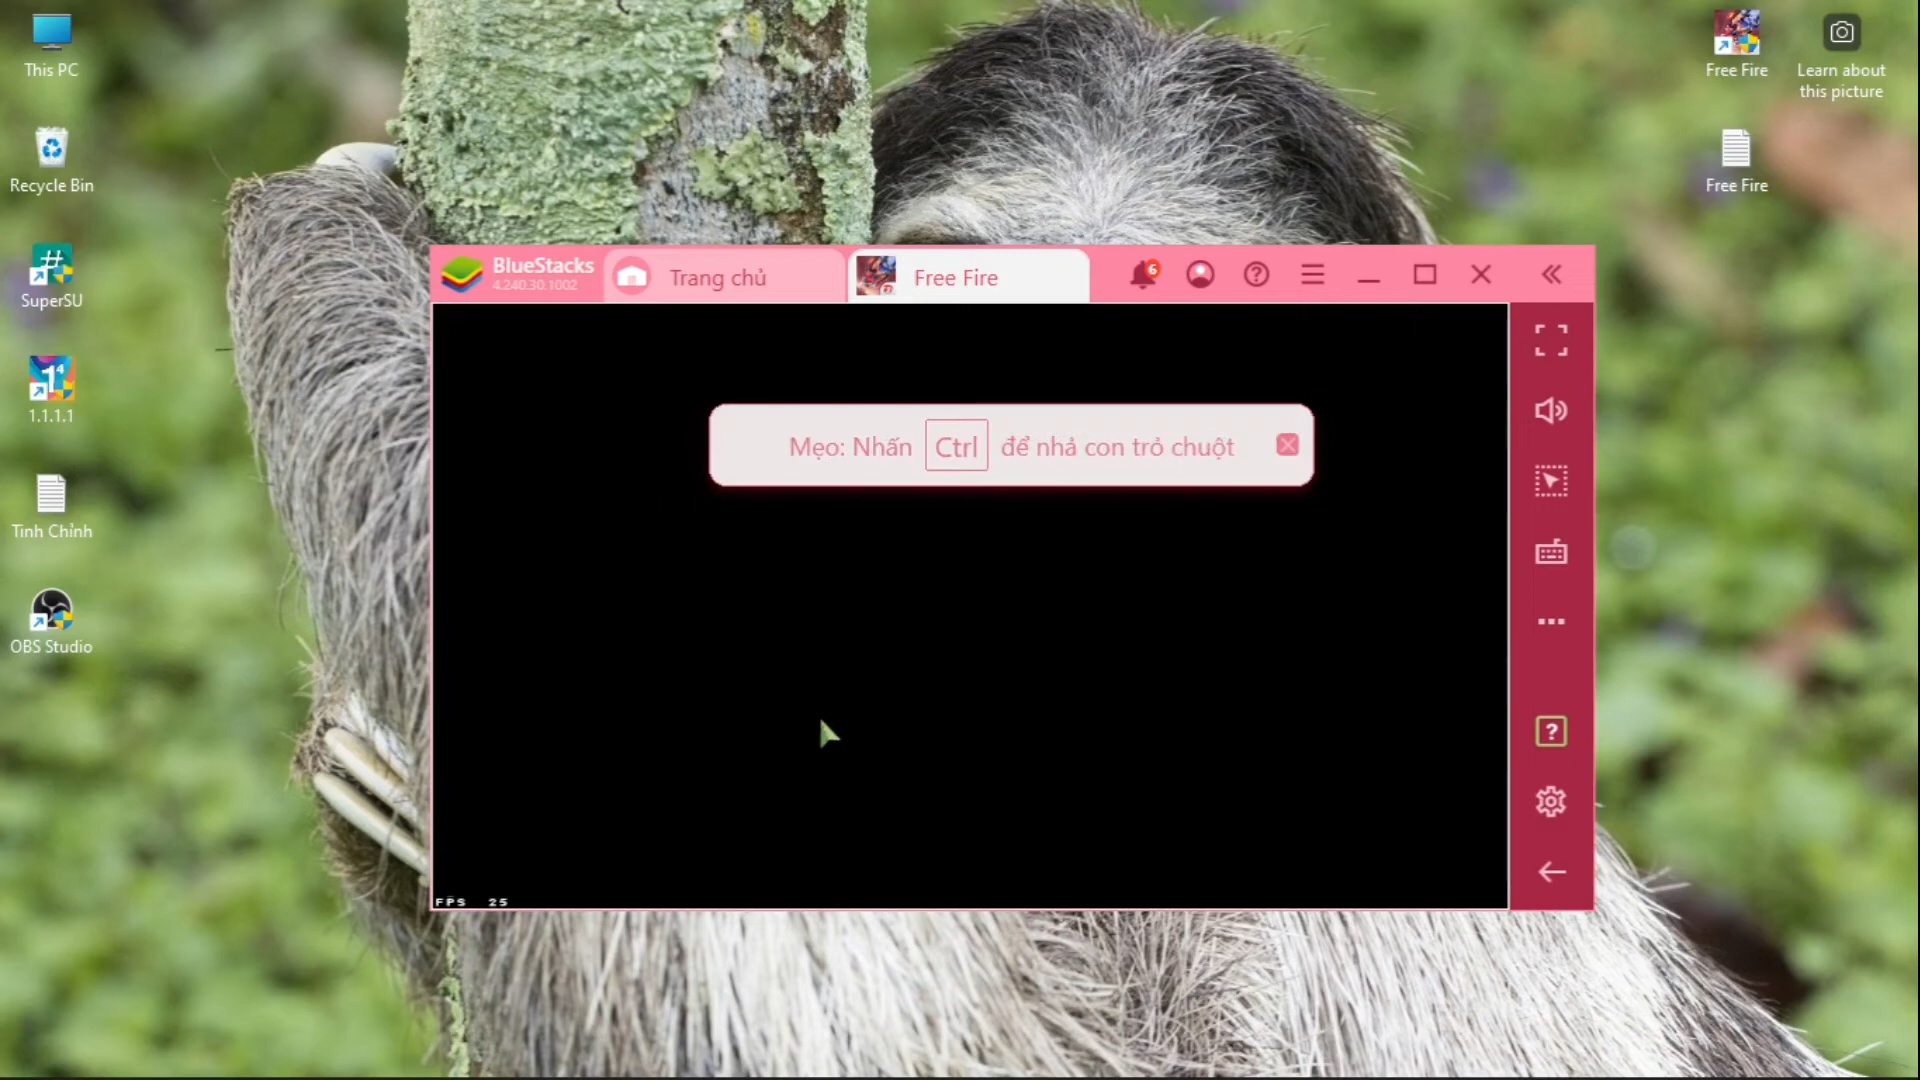 This PC
Recycle Bin
SuperSU
1.1.1.1
Tinh Chỉnh
OBS Studio
Free Fire
Learn about
this picture
Free Fire
BlueStacks
4.240.30.1002
Trang chủ
Free Fire
6
Mẹo: Nhấn Ctrl để nhả con trỏ chuột
FPS 25